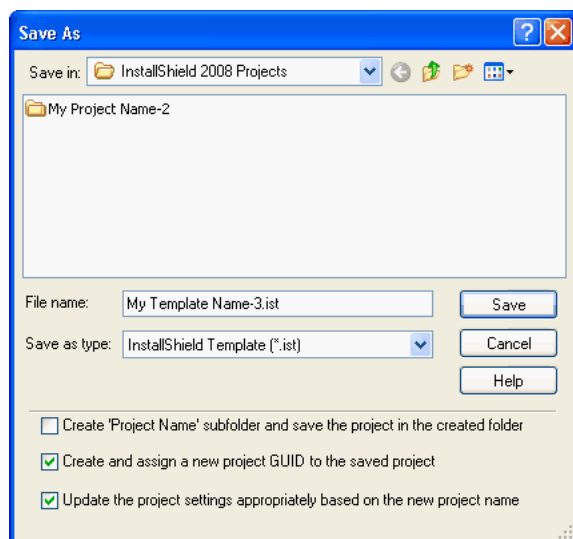 Save As
Save in: InstallShield 2008 Projects
My Project Name-2
File name: My Template Name-3.ist Save
Save as type: InstallShield Template (*.ist) Cancel
Help
Create 'Project Name' subfolder and save the project in the created folder
Create and assign a new project GUID to the saved project
Update the project settings appropriately based on the new project name